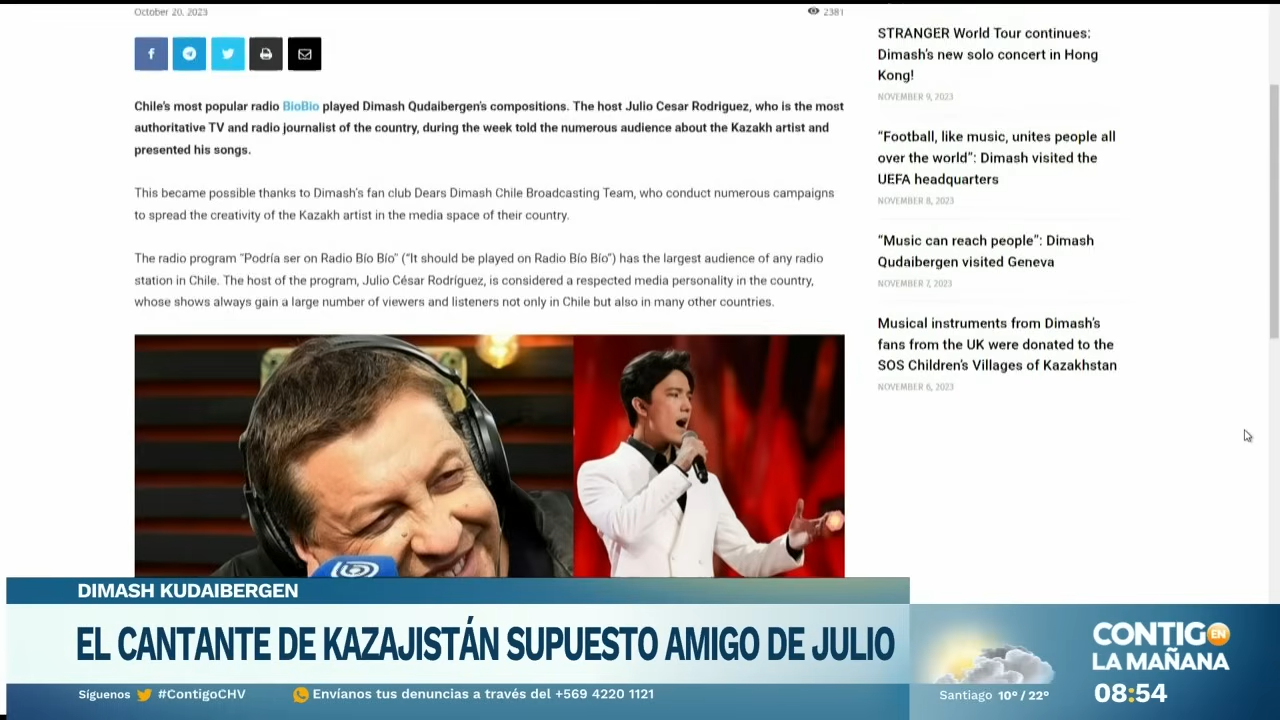 October 20, 2023
2381
f
Chile's most popular radio BioBio played Dimash Qudaibergen's compositions. The host Julio Cesar Rodriguez, who is the most
authoritative TV and radio journalist of the country, during the week told the numerous audience about the Kazakh artist and
presented his songs.
This became possible thanks to Dimash's fan club Dears Dimash Chile Broadcasting Team, who conduct numerous campaigns
to spread the creativity of the Kazakh artist in the media space of their country.
The radio program "Podría ser on Radio Bío Bío" ("It should be played on Radio Bío Bío") has the largest audience of any radio
station in Chile. The host of the program, Julio César Rodríguez, is considered a respected media personality in the country,
whose shows always gain a large number of viewers and listeners not only in Chile but also in many other countries.
STRANGER World Tour continues:
Dimash's new solo concert in Hong
Kong!
NOVEMBER 9, 2023
"Football, like music, unites people all
over the world": Dimash visited the
UEFA headquarters
NOVEMBER 8, 2023
"Music can reach people": Dimash
Qudaibergen visited Geneva
NOVEMBER 7, 2023
Musical instruments from Dimash's
fans from the UK were donated to the
SOS Children's Villages of Kazakhstan
NOVEMBER 6, 2023
DIMASH KUDAIBERGEN
EL CANTANTE DE KAZAJISTÁN SUPUESTO AMIGO DE JULIO
Síguenos #ContigoCHV Envíanos tus denuncias a través del +569 4220 1121
Santiago 10° / 22°
CONTIGO EN
LA MAÑANA
08:54